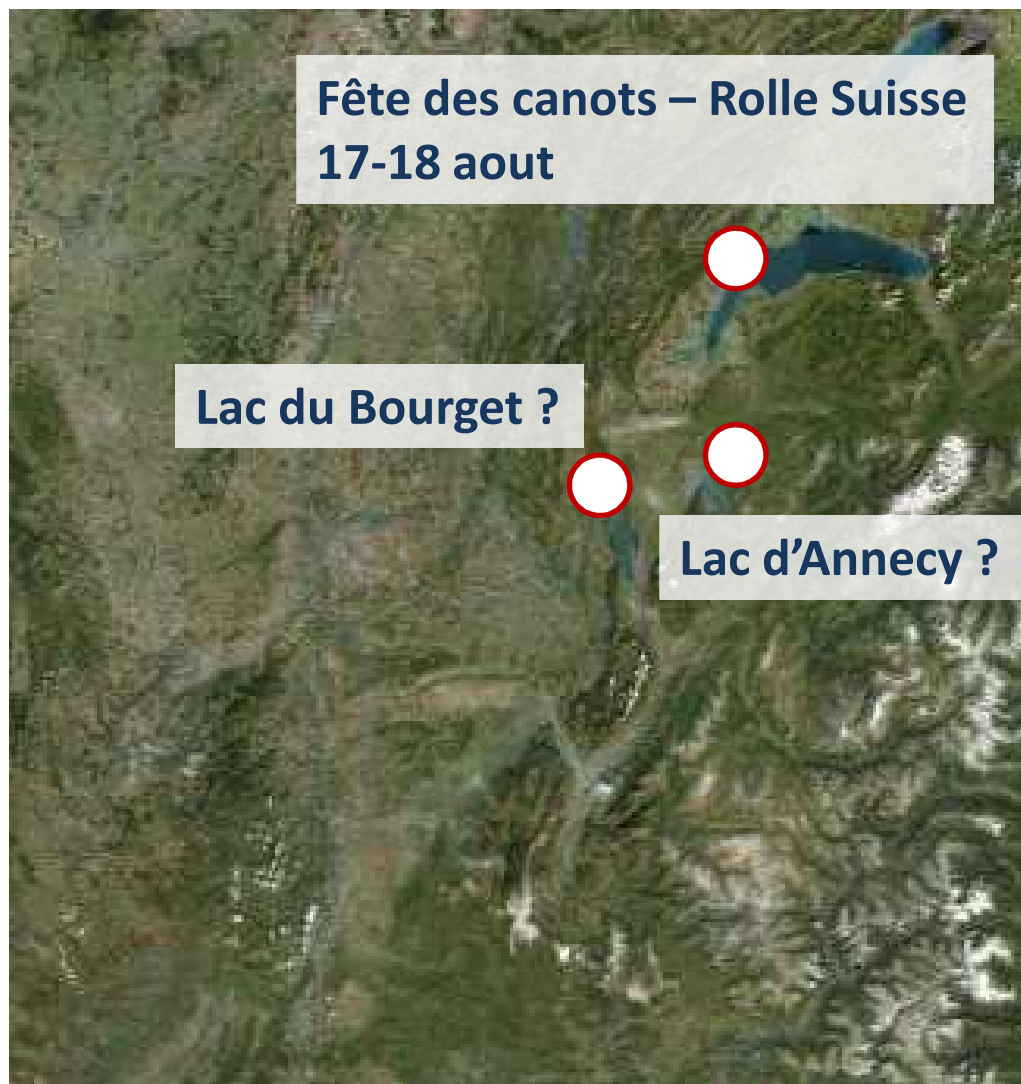 Fête des canots – Rolle Suisse
17-18 aout
Lac du Bourget ?
Lac d’Annecy ?